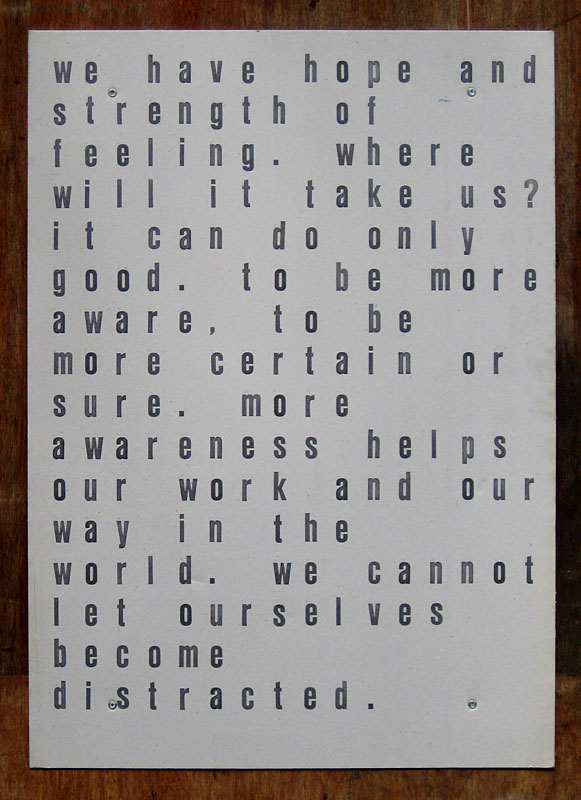 we have hope and
strength of
feeling. where
will it take us?
it can do only
good. to be more
aware, to be
more certain or
sure. more
awareness helps
our work and our
way in the
world. we cannot
let ourselves
become
distracted.